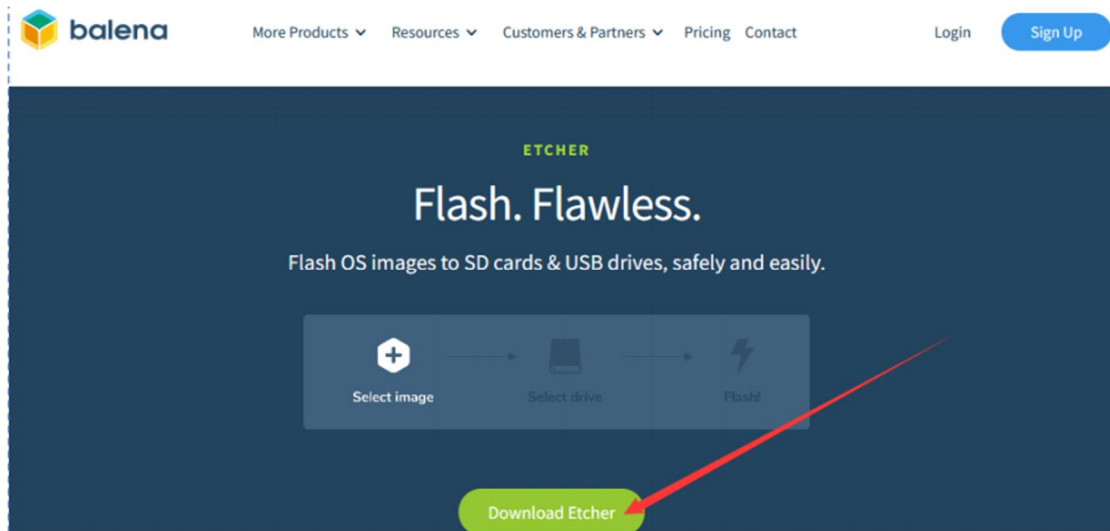 balena More Products Resources Customers & Partners Pricing Contact Login Sign Up
ETCHER
Flash. Flawless.
Flash OS images to SD cards & USB drives, safely and easily.
Select image Select drive Flash!
Download Etcher